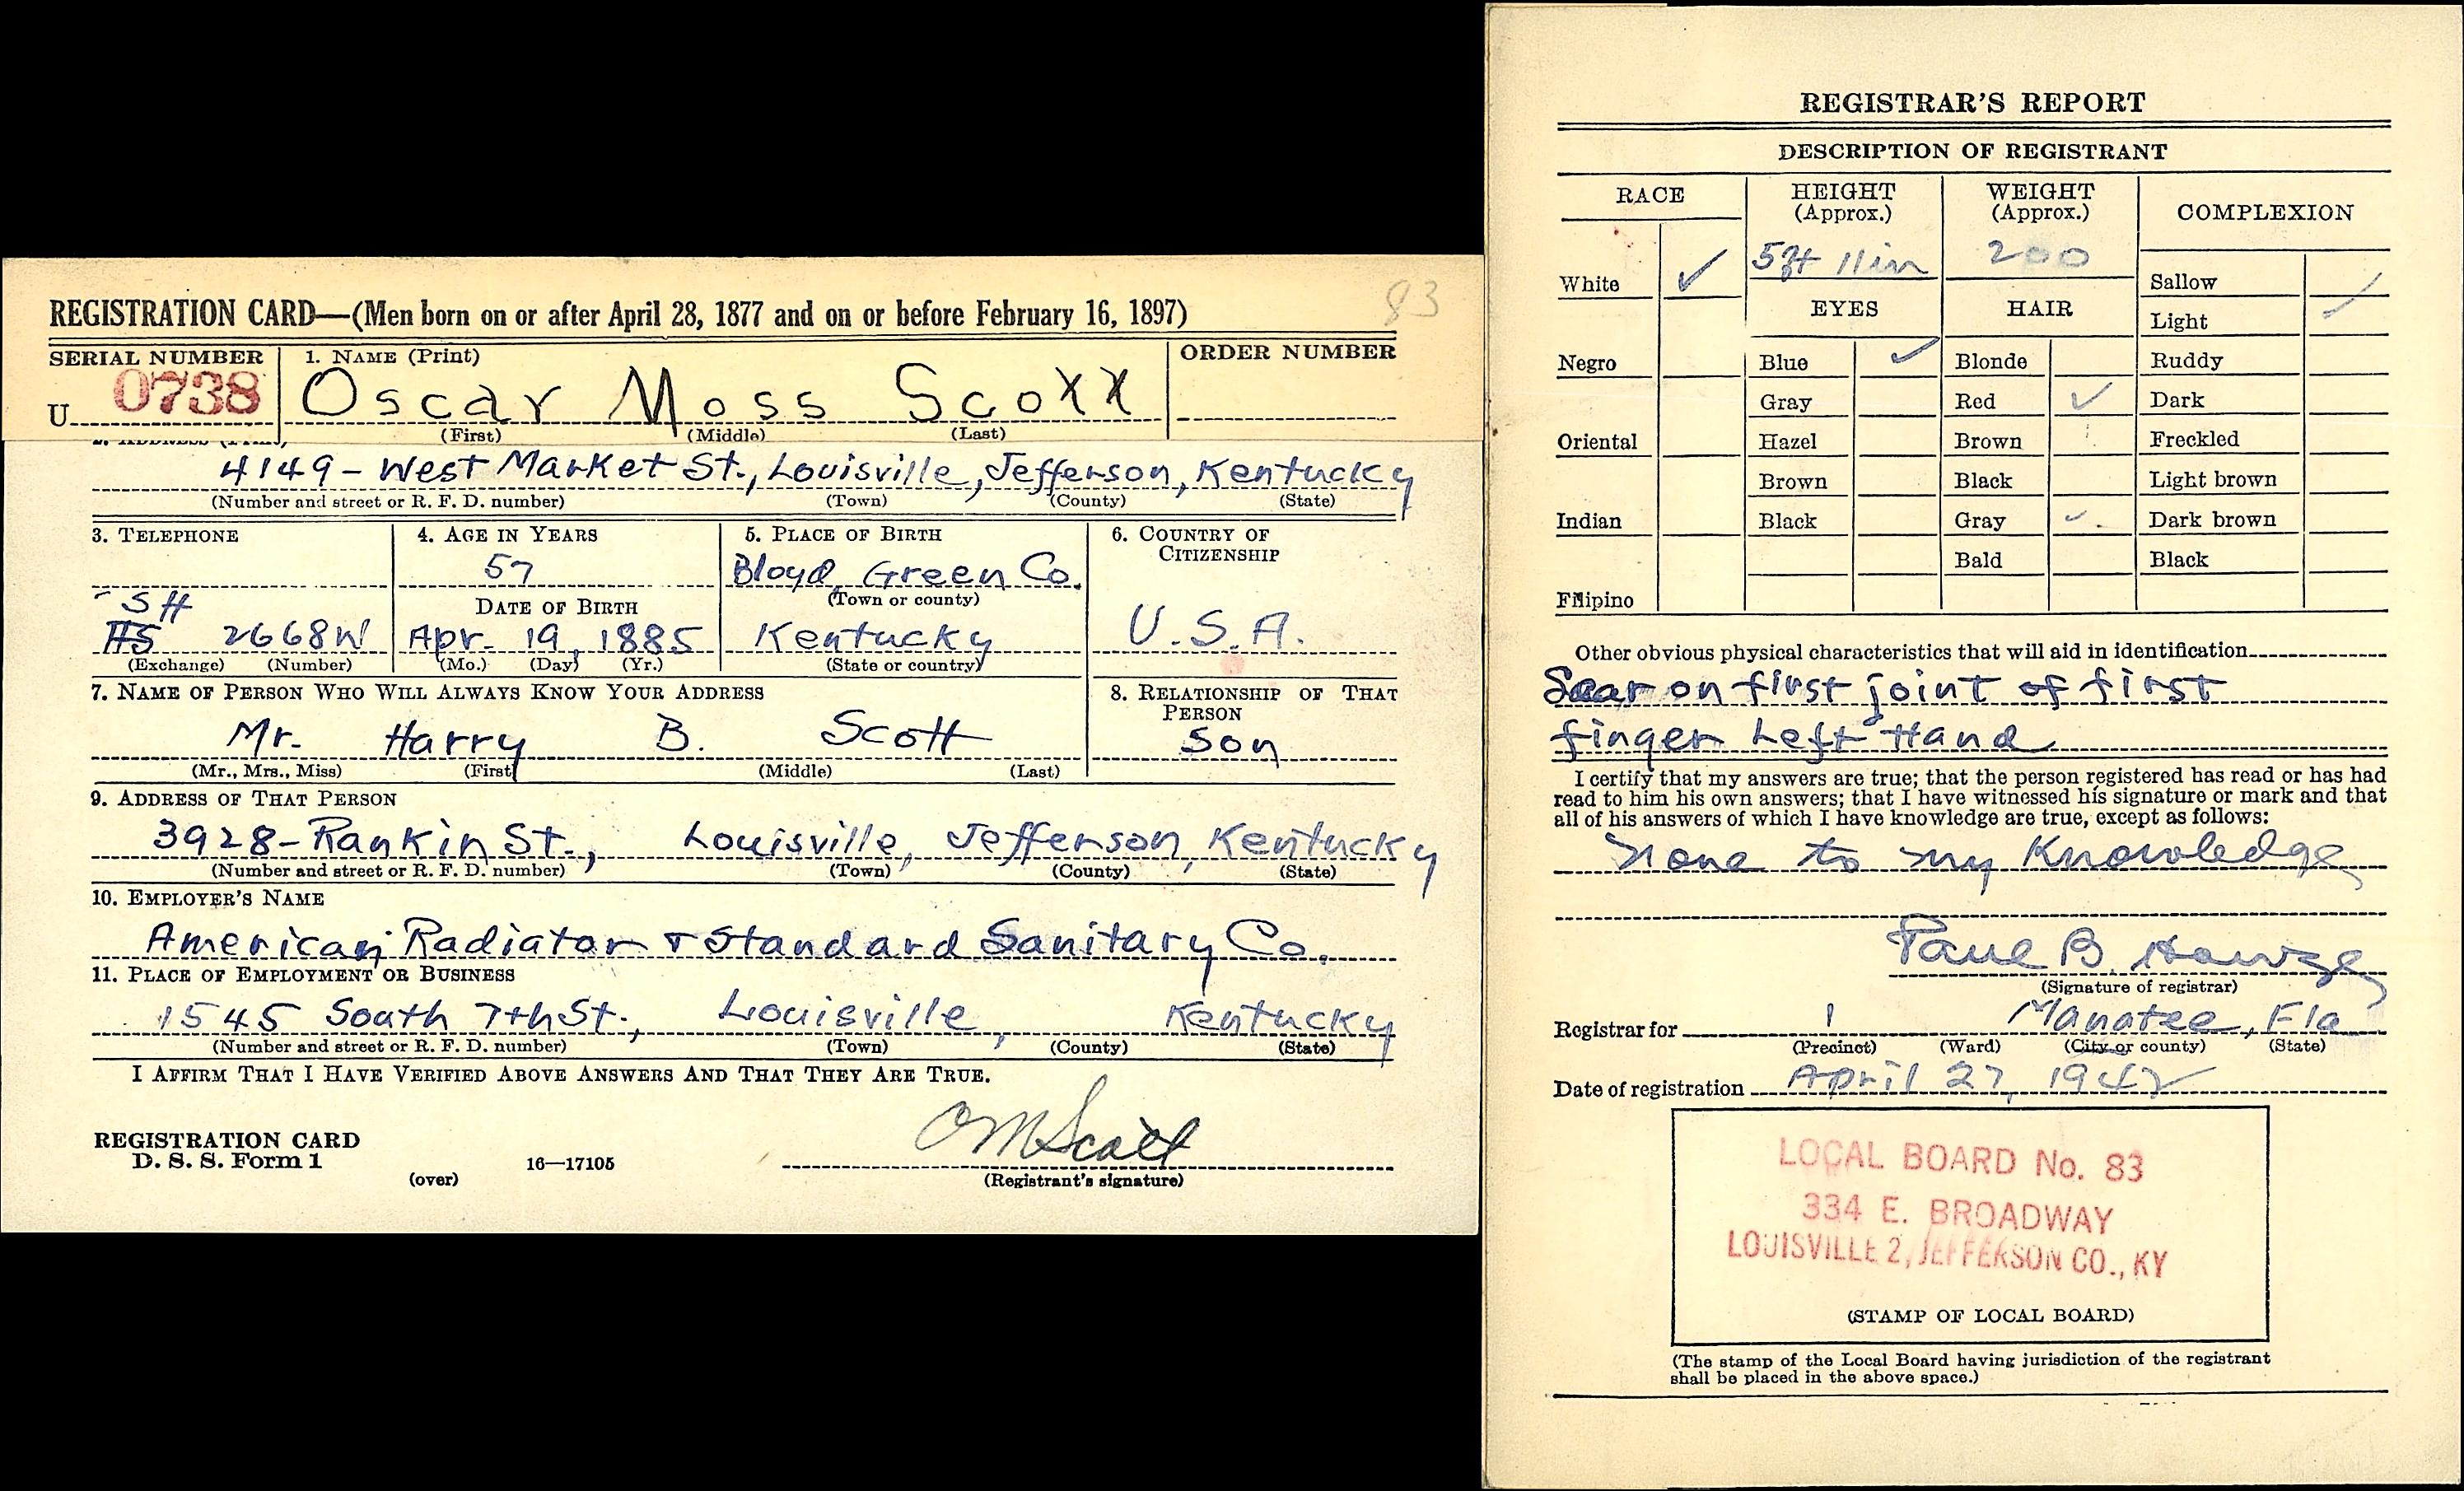 REGISTRATION CARD—(Men born on or after April 28, 1877 and on or before February 16, 1897)
83
SERIAL NUMBER
1. NAME (Print)
ORDER NUMBER
U 0738
Oscar Moss Scott
(First) (Middle) (Last)
2. ADDRESS (Print)
4149 - West Market St., Louisville, Jefferson, Kentucky
(Number and street or R. F. D. number) (Town) (County) (State)
3. TELEPHONE
4. AGE IN YEARS
5. PLACE OF BIRTH
6. COUNTRY OF CITIZENSHIP
57
Bloyd Green Co.
(Town or county)
SH
DATE OF BIRTH
HS 2668W
Apr. 19, 1885
Kentucky
U.S.A.
(Exchange) (Number)
(Mo.) (Day) (Yr.)
(State or country)
7. NAME OF PERSON WHO WILL ALWAYS KNOW YOUR ADDRESS
8. RELATIONSHIP OF THAT PERSON
Mr. Harry B. Scott
Son
(Mr., Mrs., Miss) (First) (Middle) (Last)
9. ADDRESS OF THAT PERSON
3928 - Rankin St., Louisville, Jefferson, Kentucky
(Number and street or R. F. D. number) (Town) (County) (State)
10. EMPLOYER'S NAME
American Radiator & Standard Sanitary Co.
11. PLACE OF EMPLOYMENT OR BUSINESS
1545 South 7th St., Louisville, Kentucky
(Number and street or R. F. D. number) (Town) (County) (State)
I AFFIRM THAT I HAVE VERIFIED ABOVE ANSWERS AND THAT THEY ARE TRUE.
OM Scott
REGISTRATION CARD
D. S. S. Form 1
(over)
16—17105
(Registrant's signature)
REGISTRAR'S REPORT
DESCRIPTION OF REGISTRANT
RACE
HEIGHT (Approx.)
WEIGHT (Approx.)
COMPLEXION
White ✓
5ft 11in
200
Sallow
EYES
HAIR
Light ✓
Negro
Blue ✓
Blonde
Ruddy
Gray
Red ✓
Dark
Oriental
Hazel
Brown
Freckled
Brown
Black
Light brown
Indian
Black
Gray ✓
Dark brown
Bald
Black
Filipino
Other obvious physical characteristics that will aid in identification
Scar on first joint of first
finger Left Hand
I certify that my answers are true; that the person registered has read or has had
read to him his own answers; that I have witnessed his signature or mark and that
all of his answers of which I have knowledge are true, except as follows:
None to my Knowledge
Paul B. Howze
(Signature of registrar)
Registrar for 1 Manatee, Fla
(Precinct) (Ward) (City or county) (State)
Date of registration April 27, 1942
LOCAL BOARD No. 83
334 E. BROADWAY
LOUISVILLE 2, JEFFERSON CO., KY
(STAMP OF LOCAL BOARD)
(The stamp of the Local Board having jurisdiction of the registrant
shall be placed in the above space.)